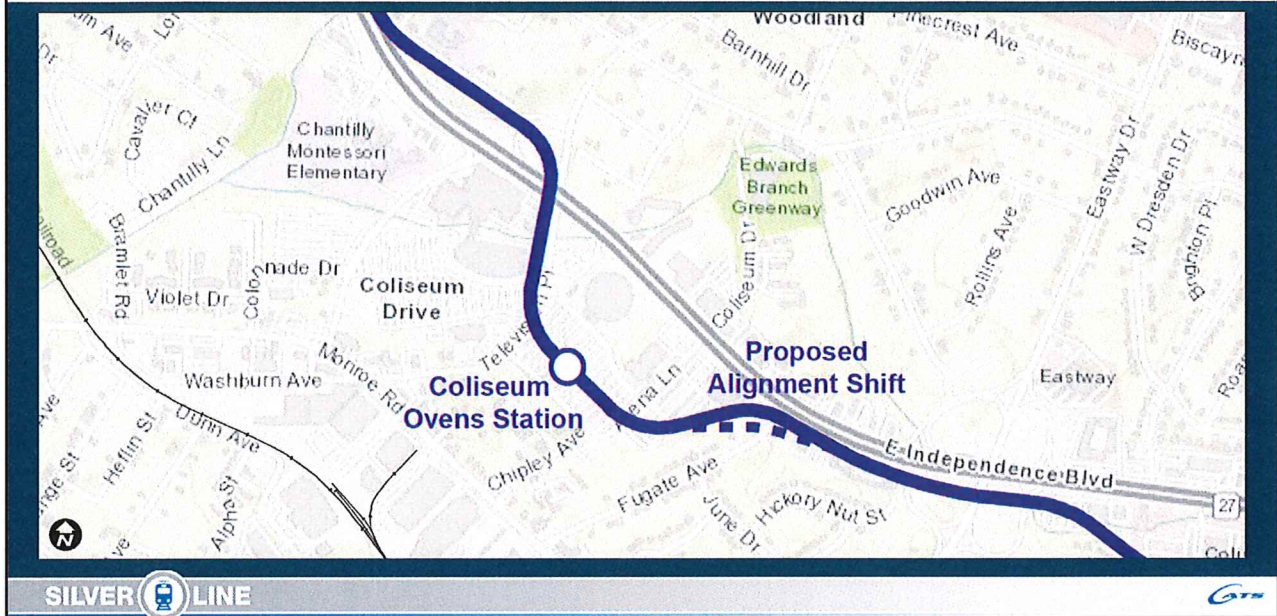 Woodland
Pinecrest Ave
Biscayn
Barnhill Dr
Dr
Cavalier Ct
Chantilly Ln
Chantilly
Montessori
Elementary
Edwards
Branch
Greenway
Goodwin Ave
Eastway Dr
W Dresden Dr
Brighton Pl
Rollins Ave
Bramlet Rd
Colonnade Dr
Violet Dr
Coliseum
Drive
Coliseum Dr
Monroe Rd
Washburn Ave
Coliseum
Ovens Station
Proposed
Alignment Shift
Eastway
Heflin St
Dunn Ave
Alpha St
Chipley Ave
Fugate Ave
June Dr
Hickory Nut St
E Independence Blvd
27
N
SILVER LINE
CATS